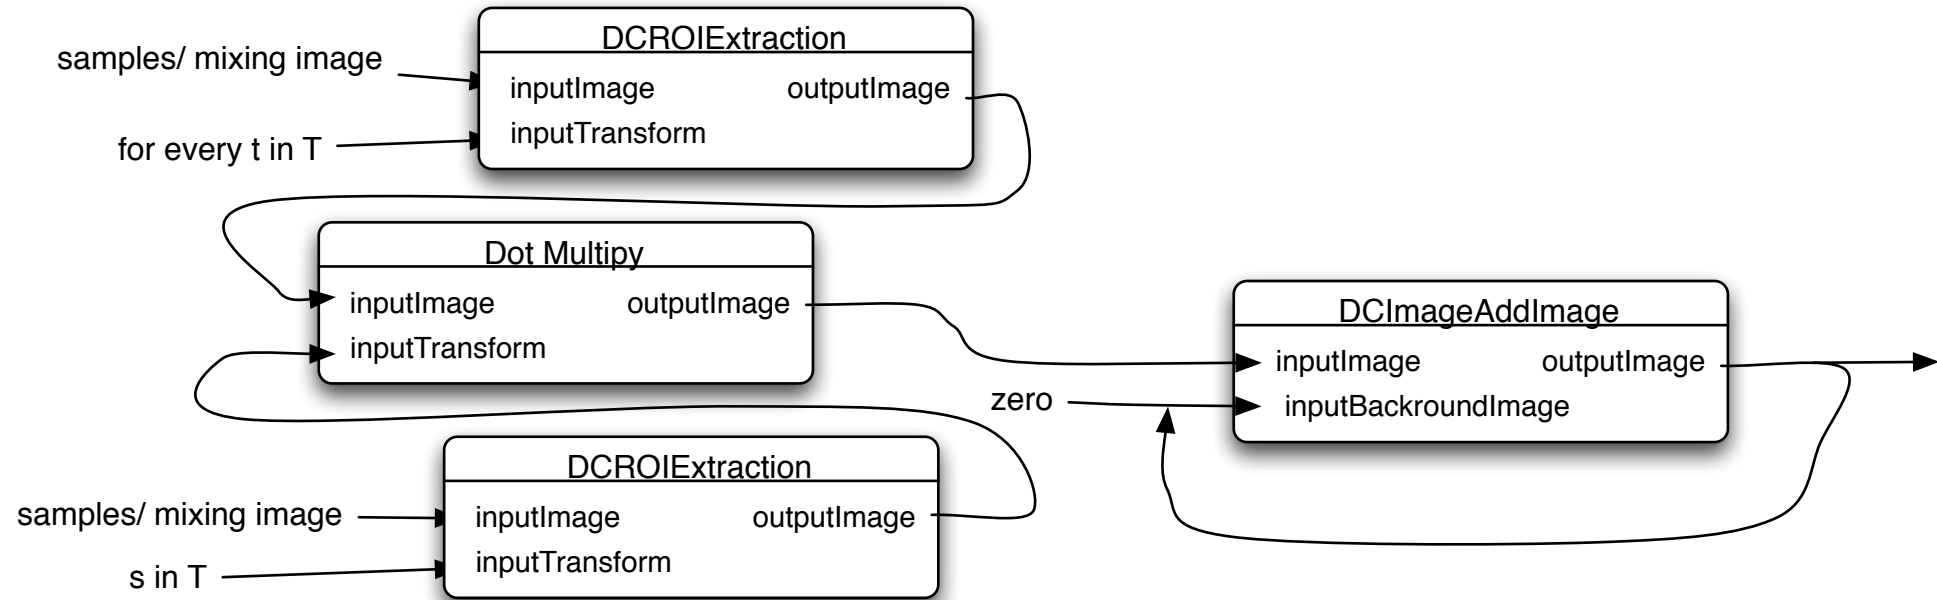 DCROIExtraction
samples/ mixing image
inputImage outputImage
inputTransform
for every t in T
Dot Multipy
inputImage outputImage
inputTransform
DCImageAddImage
inputImage outputImage
zero
inputBackroundImage
DCROIExtraction
samples/ mixing image
inputImage outputImage
inputTransform
s in T